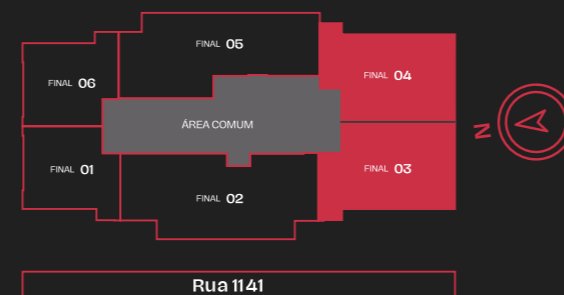 FINAL 05
FINAL 06
FINAL 04
ÁREA COMUM
N
FINAL 01
FINAL 03
FINAL 02
Rua 1141